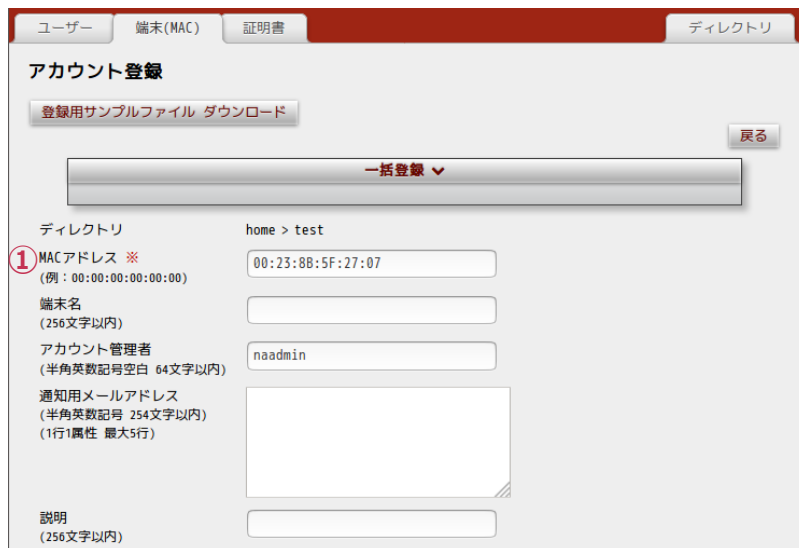 ユーザー 端末(MAC) 証明書 ディレクトリ
アカウント登録
登録用サンプルファイル ダウンロード
戻る
一括登録
ディレクトリ home > test
① MACアドレス ※ 00:23:8B:5F:27:07
(例：00:00:00:00:00:00)
端末名
(256文字以内)
アカウント管理者 naadmin
(半角英数記号空白 64文字以内)
通知用メールアドレス
(半角英数記号 254文字以内)
(1行1属性 最大5行)
説明
(256文字以内)